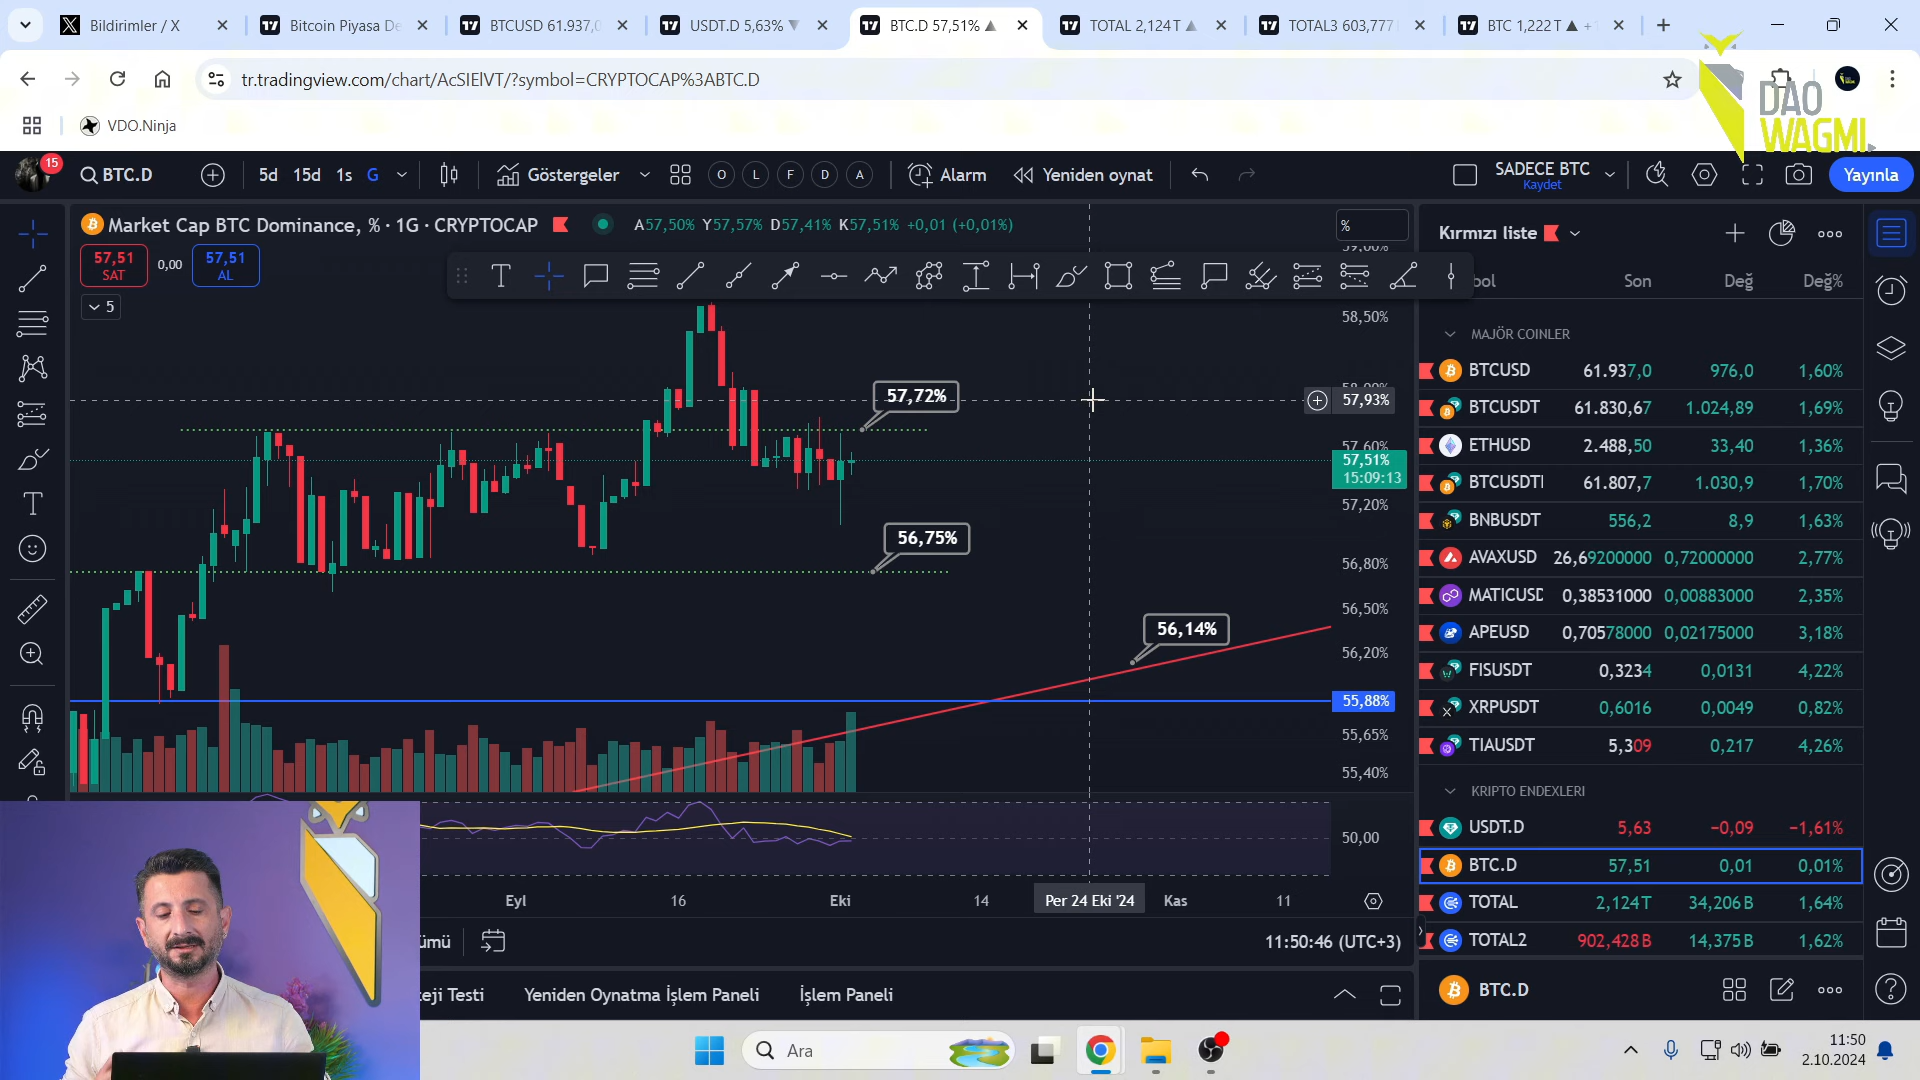 Bildirimler / X
Bitcoin Piyasa De
BTCUSD 61.937,0
USDT.D 5,63% ▼
BTC.D 57,51% ▲
TOTAL 2,124T ▲
TOTAL3 603,777
BTC 1,222T ▲ +
tr.tradingview.com/chart/AcSIElVT/?symbol=CRYPTOCAP%3ABTC.D
VDO.Ninja
DAO
WAGMI
15
BTC.D
5d 15d 1s G
Göstergeler
O L F D A
Alarm
Yeniden oynat
SADECE BTC
Kaydet
Yayınla
Market Cap BTC Dominance, % · 1G · CRYPTOCAP
A57,50% Y57,57% D57,41% K57,51% +0,01 (+0,01%)
57,51
SAT
0,00
57,51
AL
5
%
58,50%
57,93%
57,60%
57,51%
15:09:13
57,20%
56,80%
56,50%
56,20%
55,88%
55,65%
55,40%
50,00
57,72%
56,75%
56,14%
Eyl 16 Eki 14 Per 24 Eki '24 Kas 11
11:50:46 (UTC+3)
Yeniden Oynatma İşlem Paneli
İşlem Paneli
Kırmızı liste
Son Değ Değ%
MAJÖR COINLER
BTCUSD 61.937,0 976,0 1,60%
BTCUSDT 61.830,67 1.024,89 1,69%
ETHUSD 2.488,50 33,40 1,36%
BTCUSDTI 61.807,7 1.030,9 1,70%
BNBUSDT 556,2 8,9 1,63%
AVAXUSD 26,69200000 0,72000000 2,77%
MATICUSD 0,38531000 0,00883000 2,35%
APEUSD 0,70578000 0,02175000 3,18%
FISUSDT 0,3234 0,0131 4,22%
XRPUSDT 0,6016 0,0049 0,82%
TIAUSDT 5,309 0,217 4,26%
KRIPTO ENDEXLERI
USDT.D 5,63 −0,09 −1,61%
BTC.D 57,51 0,01 0,01%
TOTAL 2,124T 34,206B 1,64%
TOTAL2 902,428B 14,375B 1,62%
BTC.D
Ara
11:50
2.10.2024